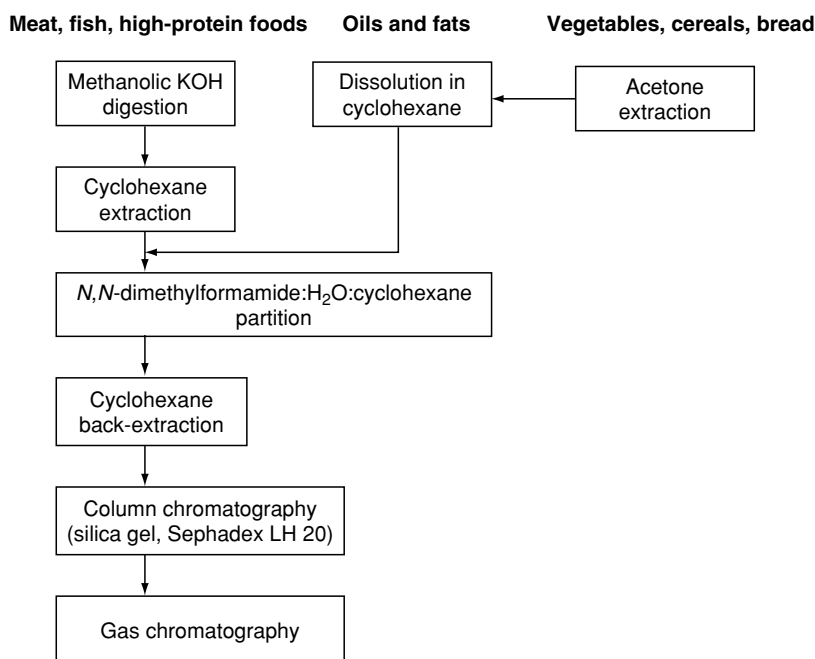 Meat, fish, high-protein foods
Oils and fats
Vegetables, cereals, bread
Methanolic KOH
digestion
Dissolution in
cyclohexane
Acetone
extraction
Cyclohexane
extraction
N,N-dimethylformamide:H₂O:cyclohexane
partition
Cyclohexane
back-extraction
Column chromatography
(silica gel, Sephadex LH 20)
Gas chromatography